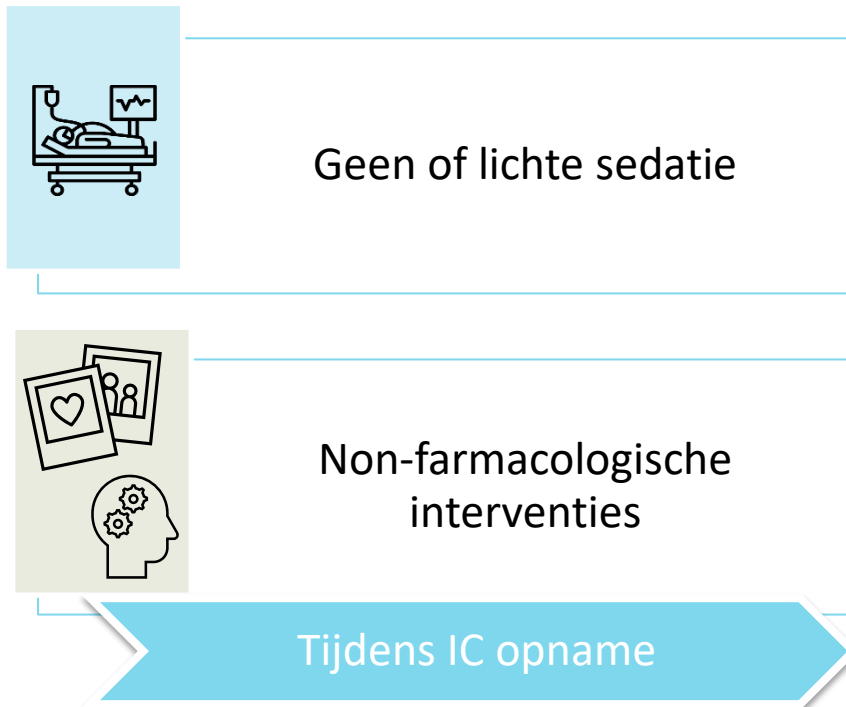 Geen of lichte sedatie
Non-farmacologische
interventies
Tijdens IC opname